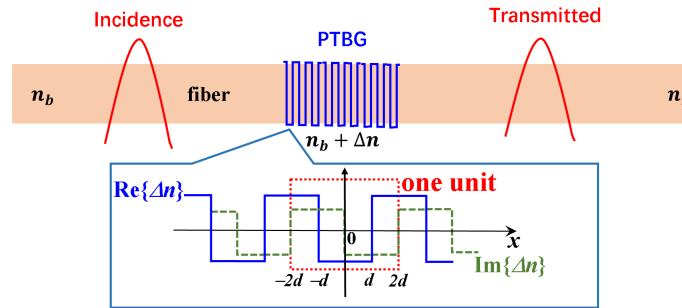 Incidence
PTBG
Transmitted
n_b
fiber
n
n_b + Δn
Re{Δn}
one unit
0
x
−2d
−d
d
2d
Im{Δn}